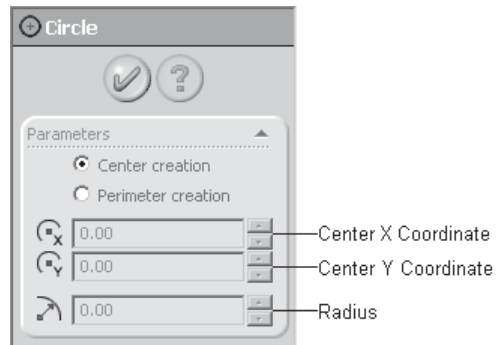 Circle
?
Parameters
Center creation
Perimeter creation
X 0.00 Center X Coordinate
Y 0.00 Center Y Coordinate
0.00 Radius